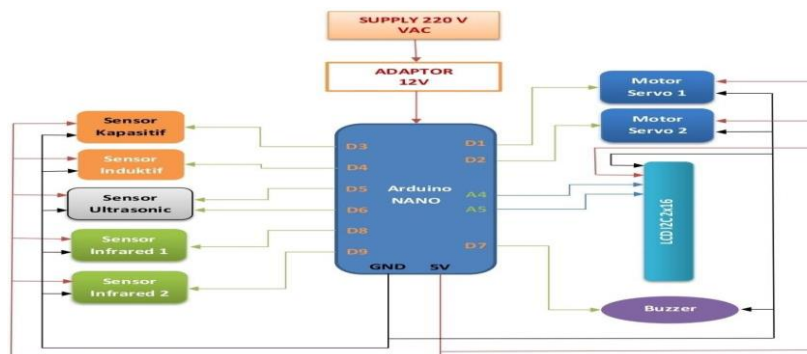 SUPPLY 220 V
VAC
ADAPTOR
12V
Sensor
Kapasitif
Sensor
Induktif
Sensor
Ultrasonic
Sensor
Infrared 1
Sensor
Infrared 2
D3
D4
D5
D6
D8
D9
Arduino
NANO
D1
D2
A4
A5
D7
GND
5V
Motor
Servo 1
Motor
Servo 2
LCD I2C 2x16
Buzzer